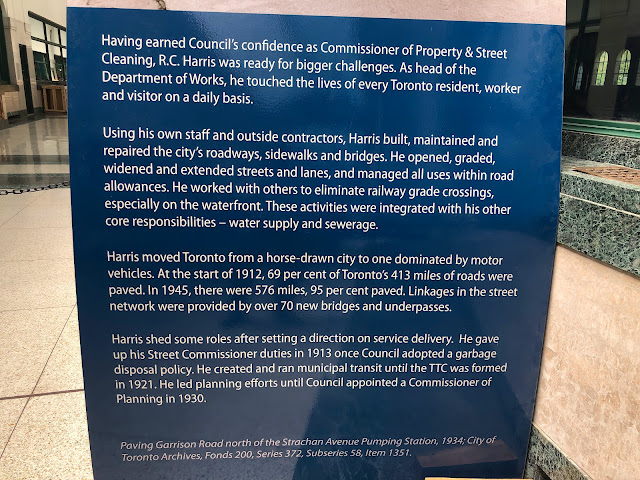 Having earned Council's confidence as Commissioner of Property & Street
Cleaning, R.C. Harris was ready for bigger challenges. As head of the
Department of Works, he touched the lives of every Toronto resident, worker
and visitor on a daily basis.
Using his own staff and outside contractors, Harris built, maintained and
repaired the city's roadways, sidewalks and bridges. He opened, graded,
widened and extended streets and lanes, and managed all uses within road
allowances. He worked with others to eliminate railway grade crossings,
especially on the waterfront. These activities were integrated with his other
core responsibilities – water supply and sewerage.
Harris moved Toronto from a horse-drawn city to one dominated by motor
vehicles. At the start of 1912, 69 per cent of Toronto's 413 miles of roads were
paved. In 1945, there were 576 miles, 95 per cent paved. Linkages in the street
network were provided by over 70 new bridges and underpasses.
Harris shed some roles after setting a direction on service delivery. He gave
up his Street Commissioner duties in 1913 once Council adopted a garbage
disposal policy. He created and ran municipal transit until the TTC was formed
in 1921. He led planning efforts until Council appointed a Commissioner of
Planning in 1930.
Paving Garrison Road north of the Strachan Avenue Pumping Station, 1934; City of
Toronto Archives, Fonds 200, Series 372, Subseries 58, Item 1351.